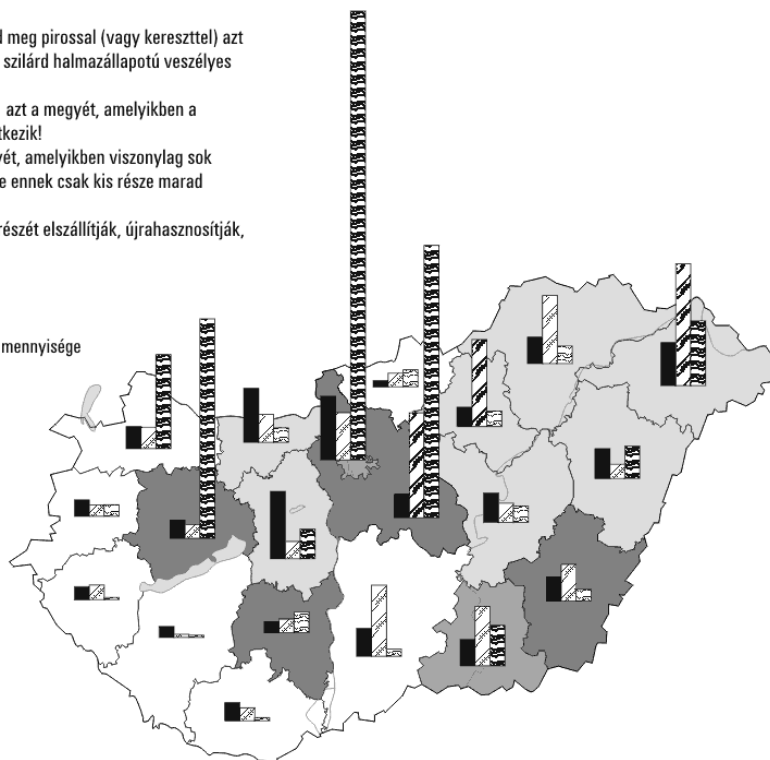 d meg pirossal (vagy kereszttel) azt
szilárd halmazállapotú veszélyes
azt a megyét, amelyikben a
tkezik!
yét, amelyikben viszonylag sok
e ennek csak kis része marad
részét elszállítják, újrahasznosítják,
mennyisége